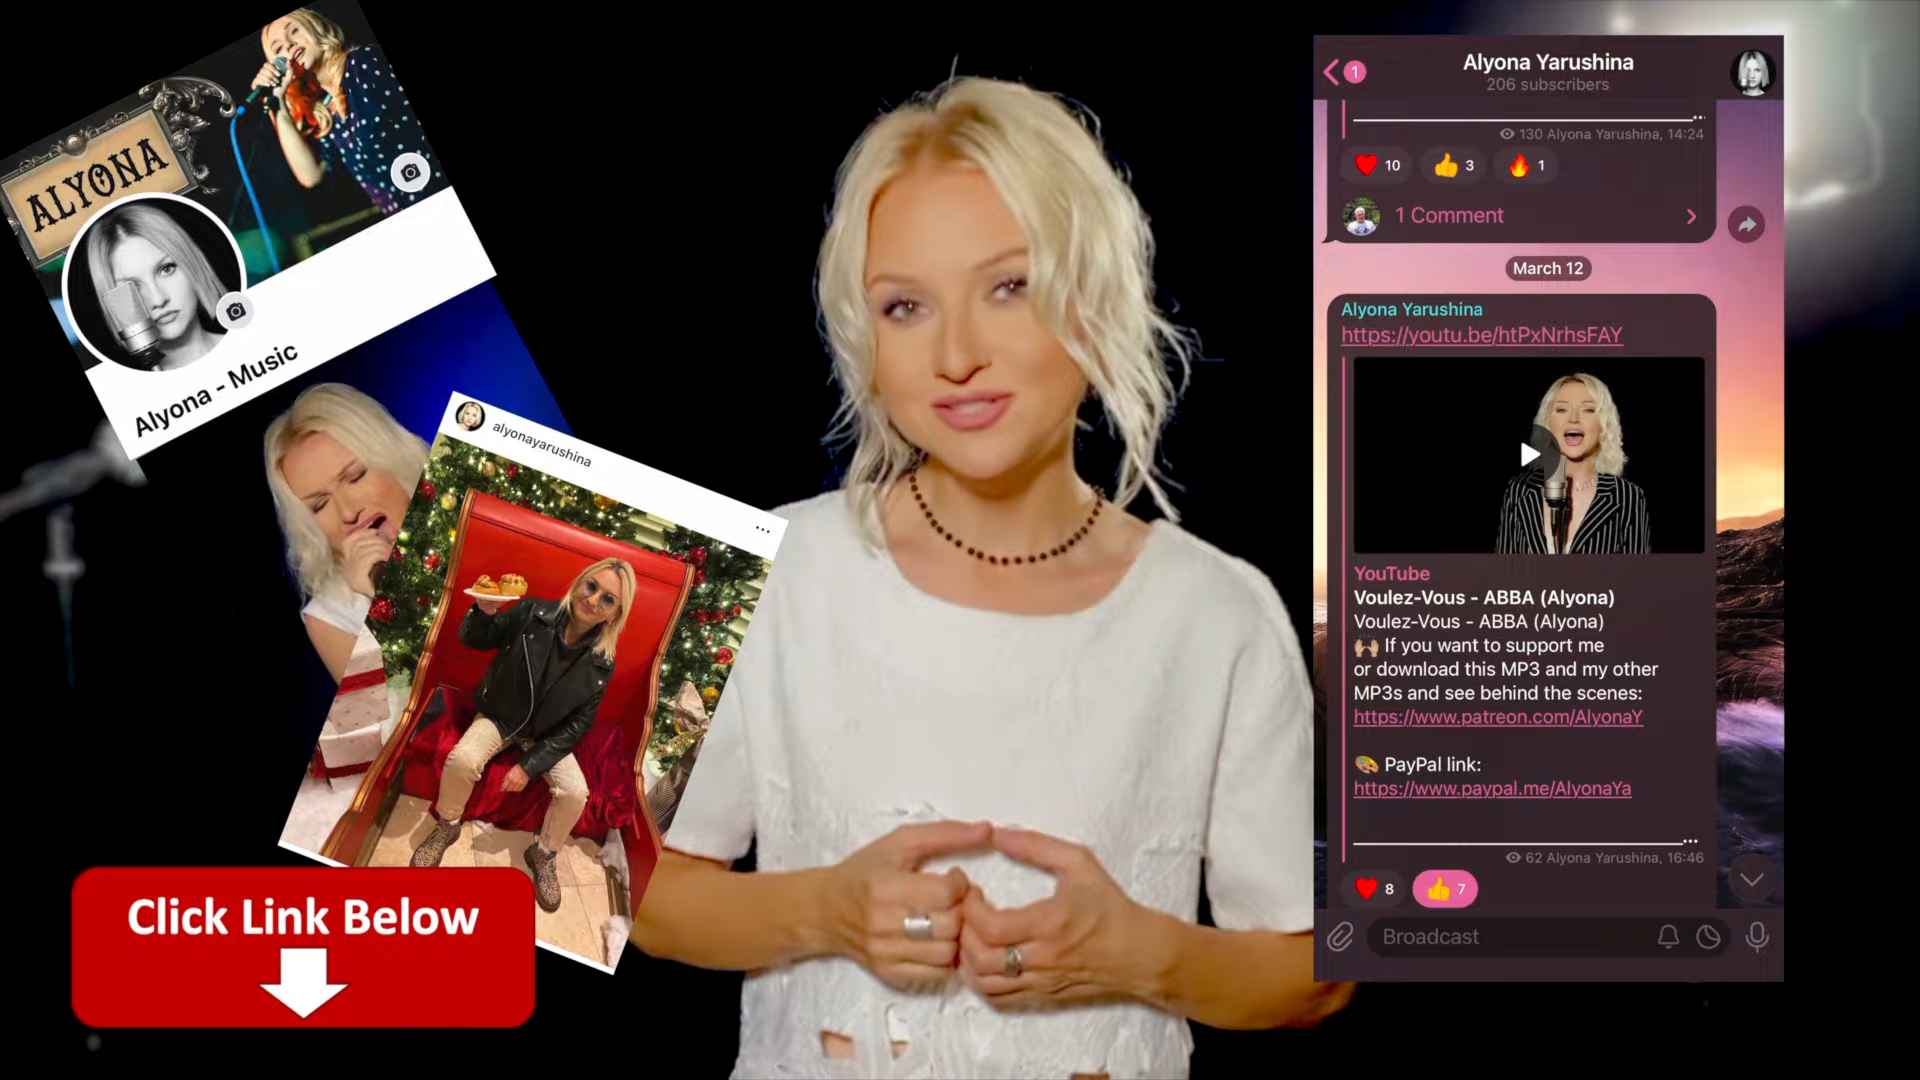 ALYONA
Alyona - Music
alyonayarushina
Click Link Below
1
Alyona Yarushina
206 subscribers
130 Alyona Yarushina, 14:24
10
3
1
1 Comment
March 12
Alyona Yarushina
https://youtu.be/htPxNrhsFAY
YouTube
Voulez-Vous - ABBA (Alyona)
Voulez-Vous - ABBA (Alyona)
🙌🏼 If you want to support me
or download this MP3 and my other
MP3s and see behind the scenes:
https://www.patreon.com/AlyonaY
🎨 PayPal link:
https://www.paypal.me/AlyonaYa
62 Alyona Yarushina, 16:46
8
7
Broadcast